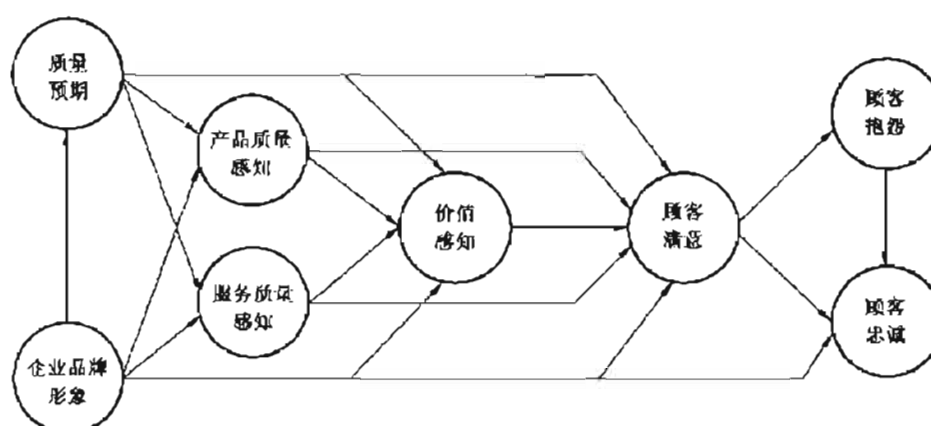 质量
预期
产品质量
感知
服务质量
感知
企业品牌
形象
价值
感知
顾客
满意
顾客
抱怨
顾客
忠诚